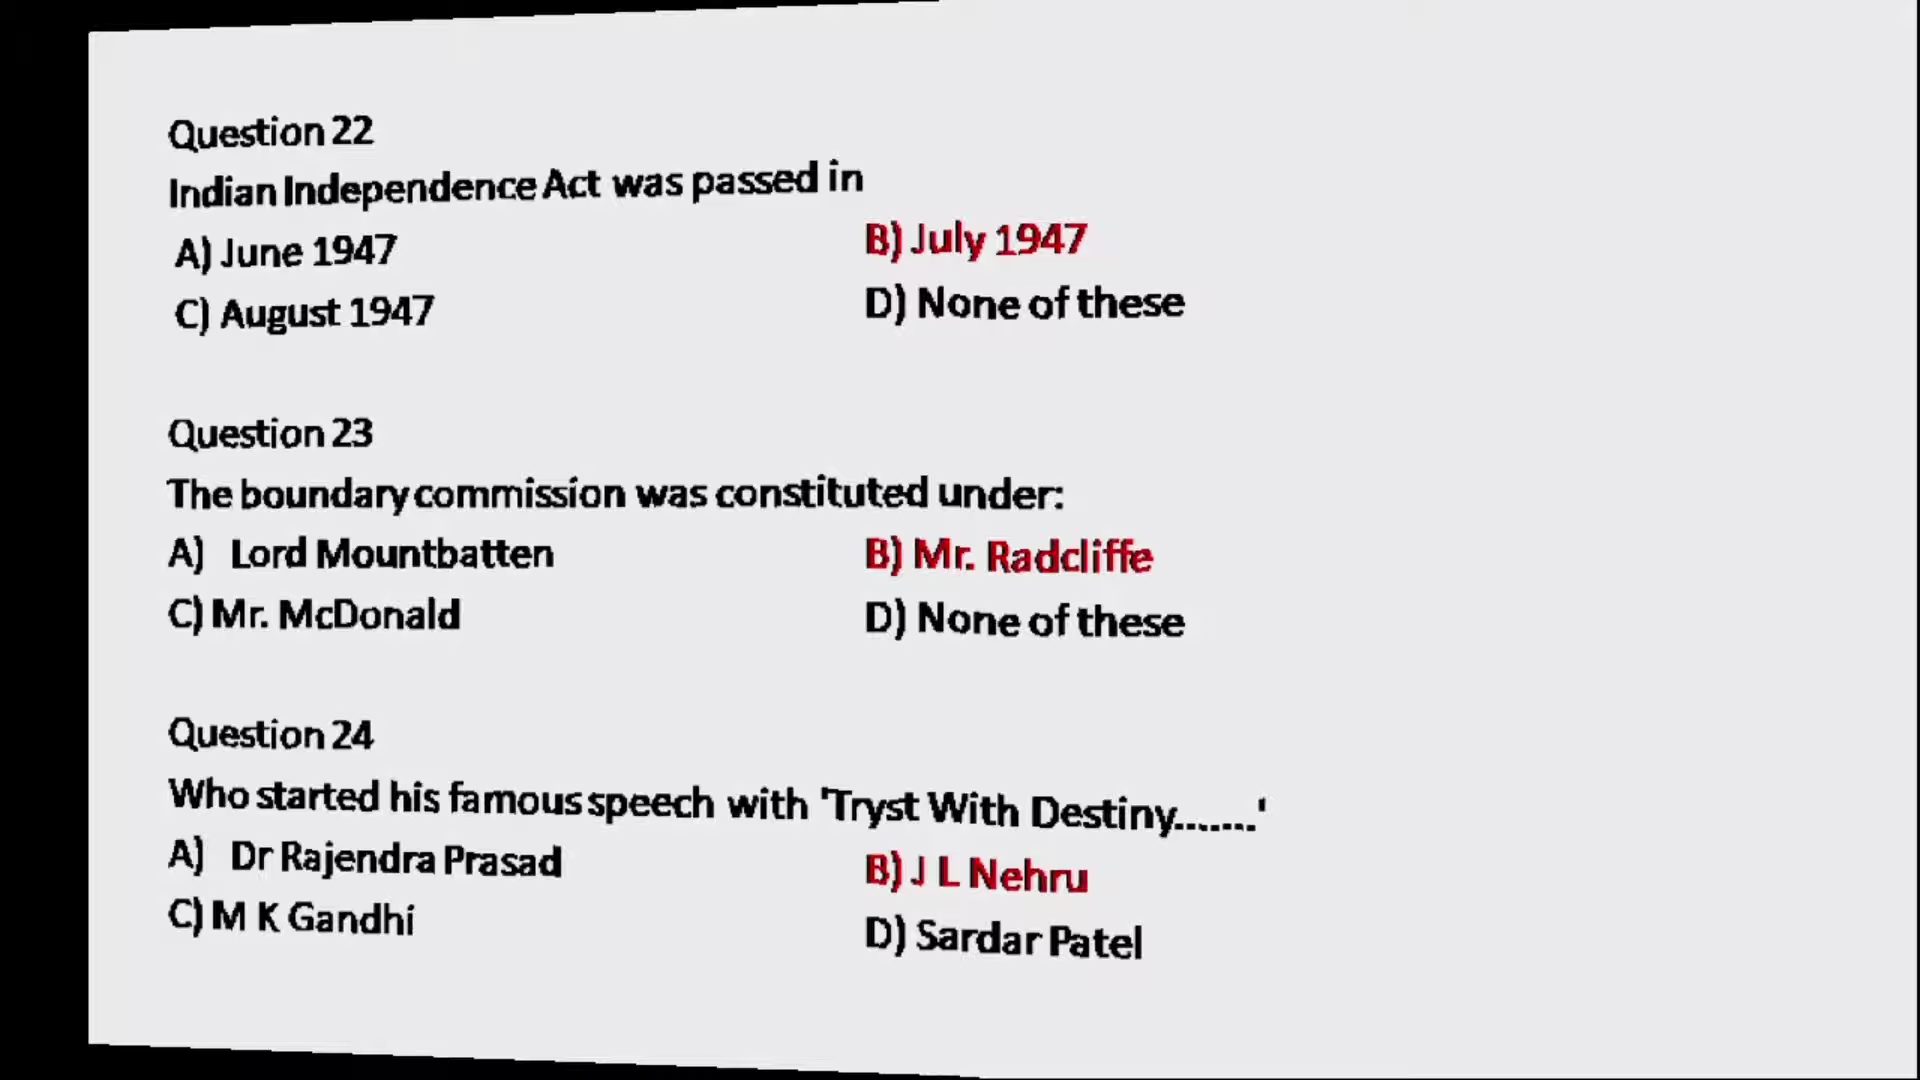 Question 22
Indian Independence Act was passed in
A) June 1947 B) July 1947
C) August 1947 D) None of these
Question 23
The boundary commission was constituted under:
A) Lord Mountbatten B) Mr. Radcliffe
C) Mr. McDonald D) None of these
Question 24
Who started his famous speech with 'Tryst With Destiny.......'
A) Dr Rajendra Prasad B) J L Nehru
C) M K Gandhi D) Sardar Patel